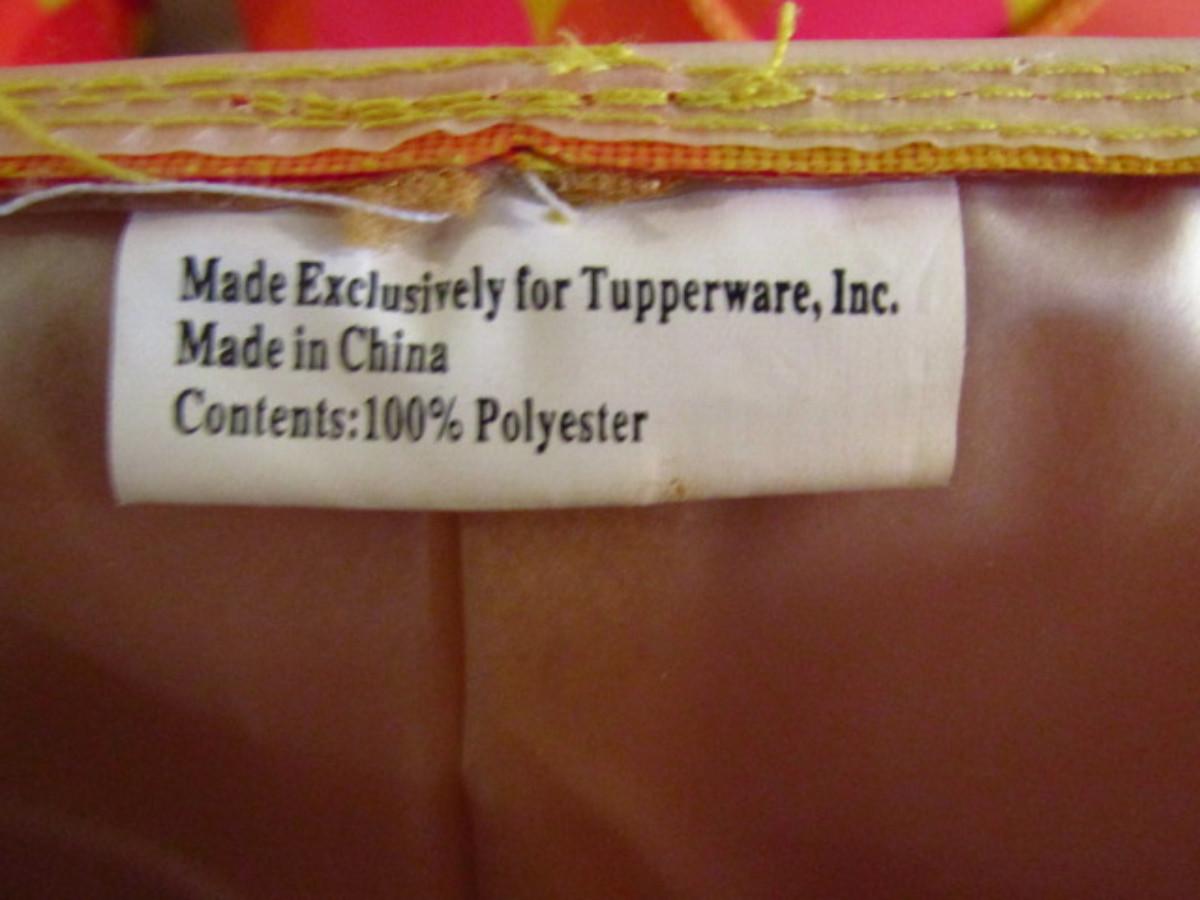 Made Exclusively for Tupperware, Inc.
Made in China
Contents:100% Polyester